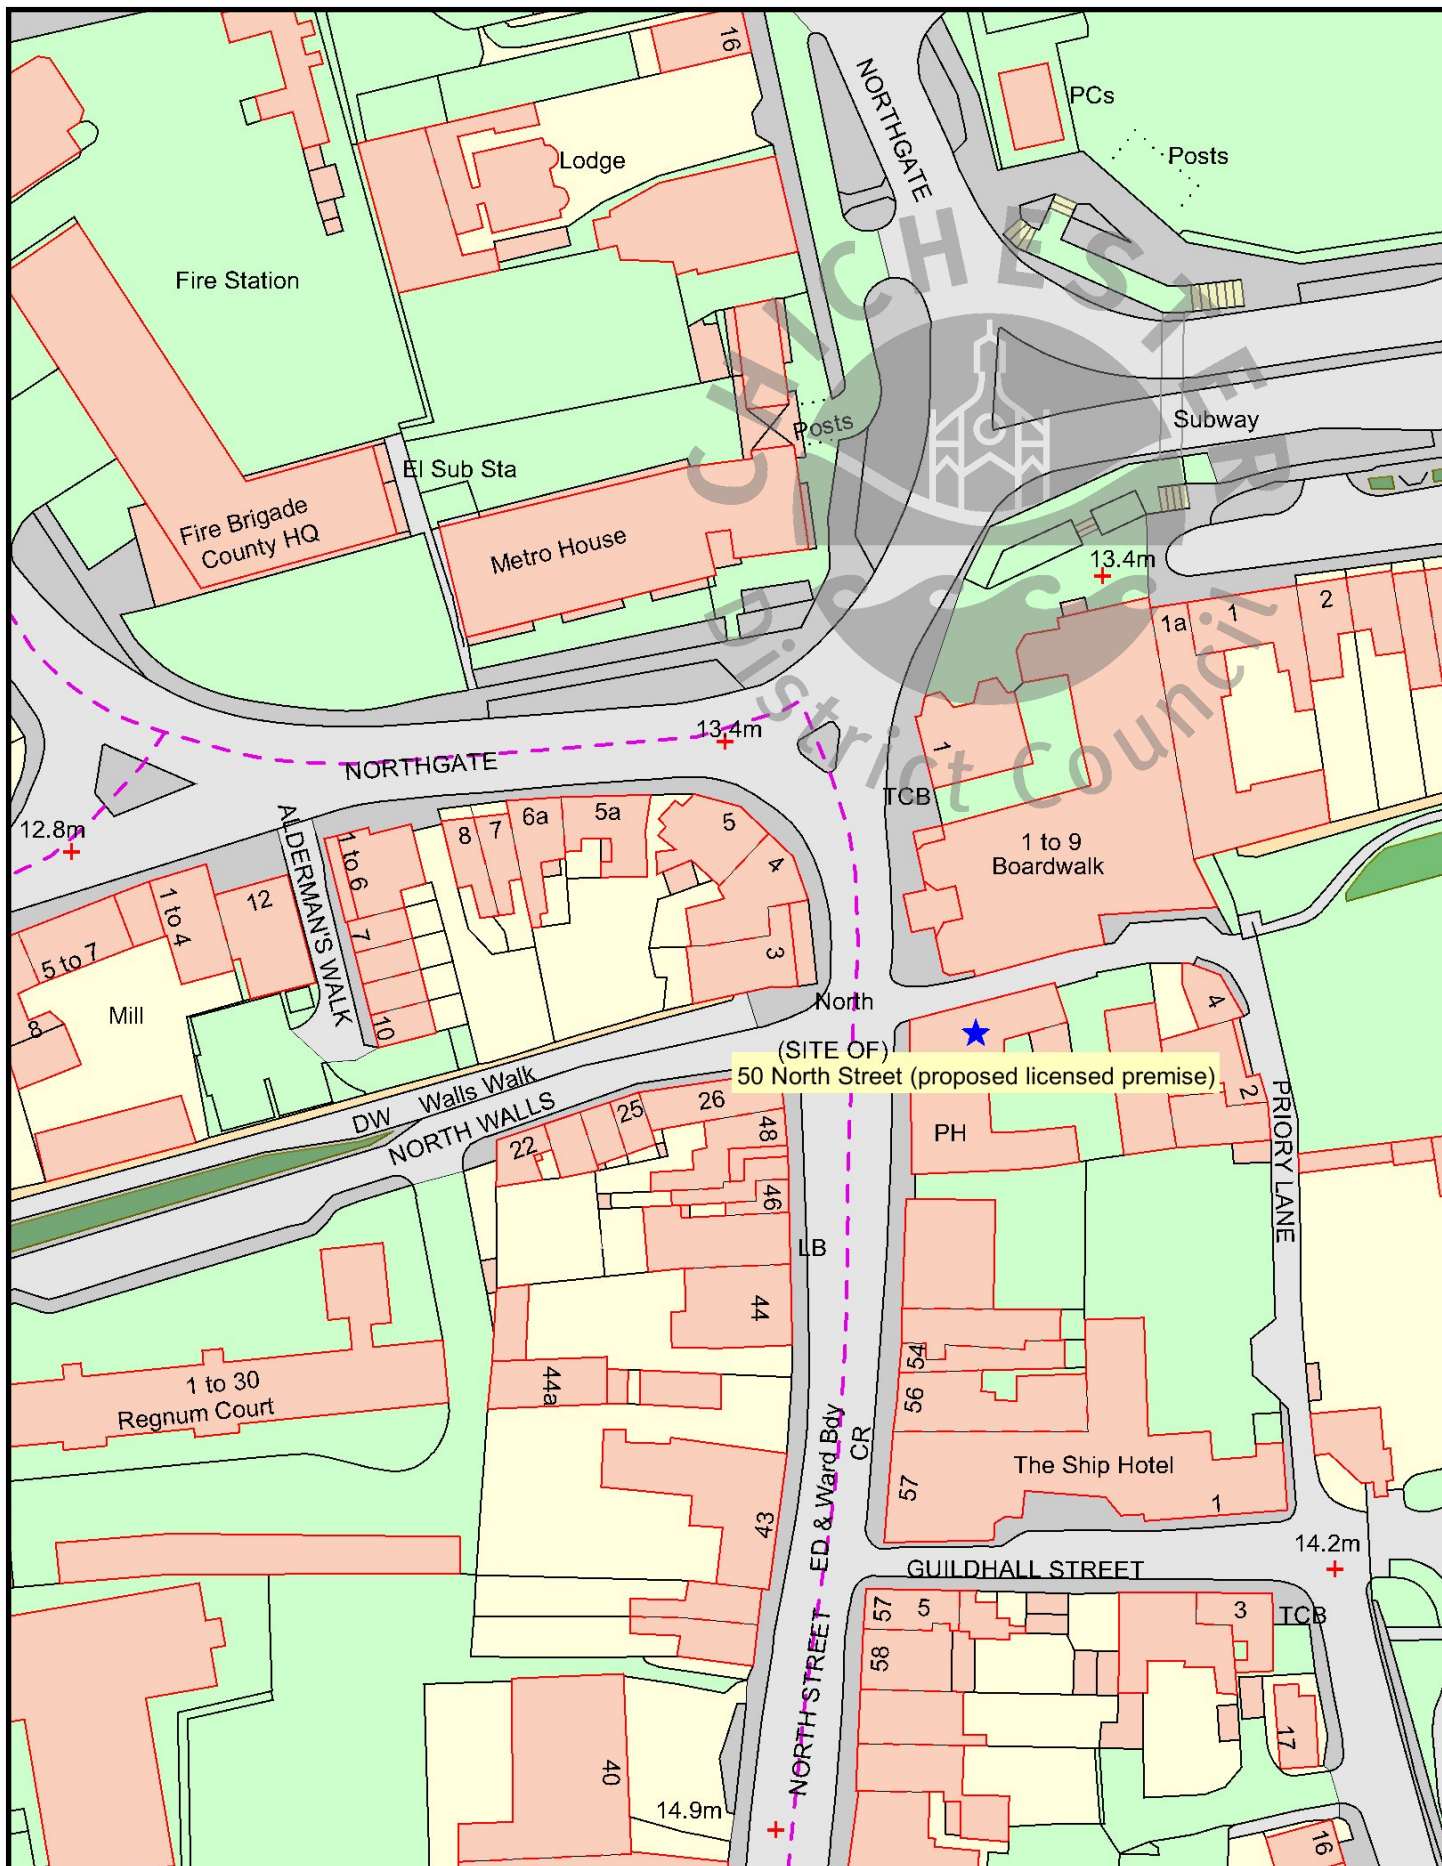 16
NORTHGATE
PCs
Posts
Lodge
Fire Station
CHICHESTER
District Council
Subway
Posts
El Sub Sta
Fire Brigade
County HQ
Metro House
13.4m
1a
1
2
13.4m
NORTHGATE
1
TCB
12.8m
ALDERMAN'S WALK
1 to 6
8
7
6a
5a
5
4
3
1 to 9
Boardwalk
1 to 4
12
7
5 to 7
8
Mill
10
North
(SITE OF)
50 North Street (proposed licensed premise)
4
2
PRIORY LANE
DW
Walls Walk
NORTH WALLS
22
25
26
48
46
PH
LB
44
44a
1 to 30
Regnum Court
54
56
CR
ED & Ward Bdy
57
The Ship Hotel
1
43
14.2m
GUILDHALL STREET
57
5
3
TCB
58
NORTH STREET
17
40
14.9m
16